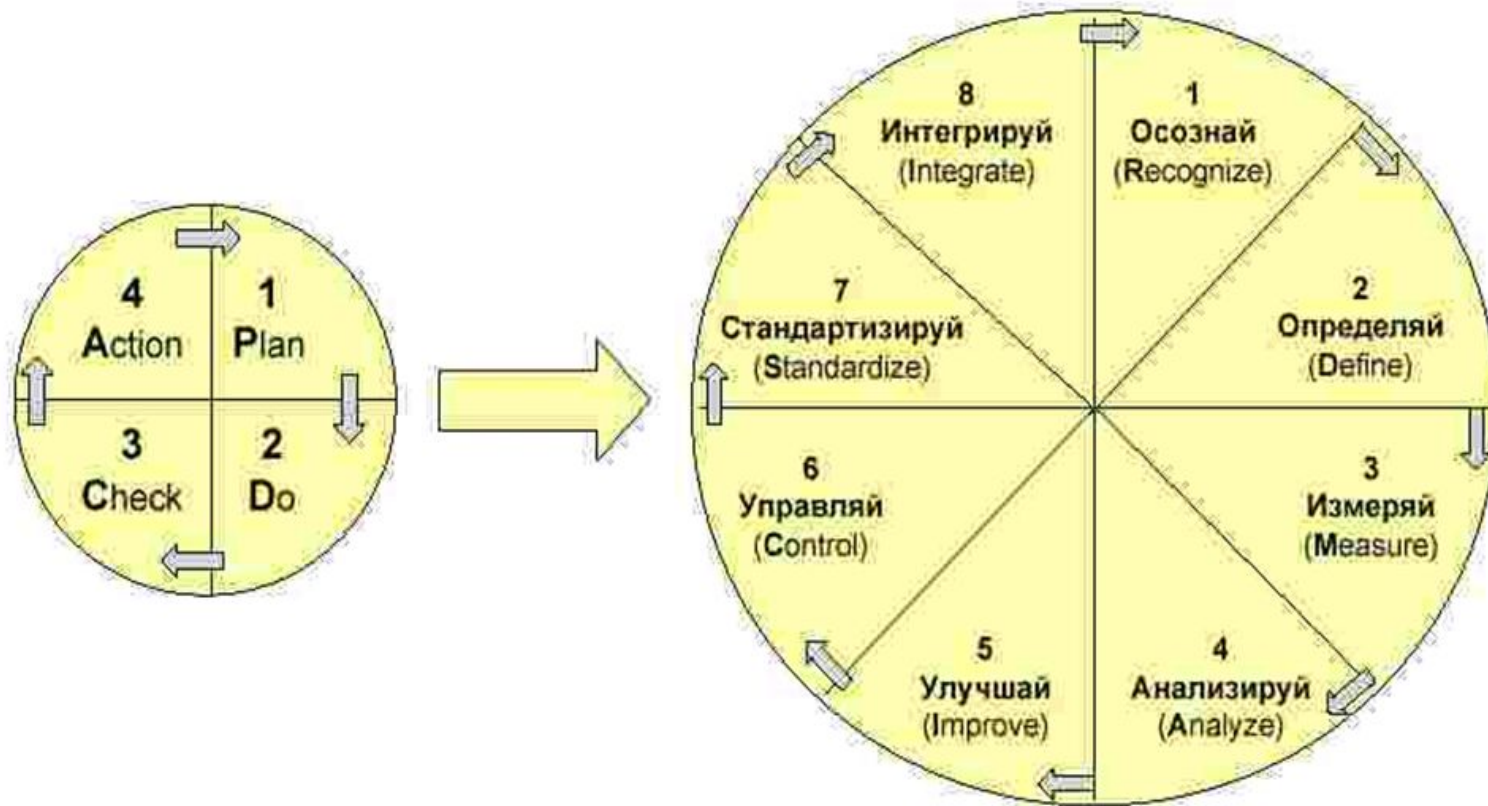 4
Action
1
Plan
3
Check
2
Do
8
Интегрируй
(Integrate)
1
Осознай
(Recognize)
7
Стандартизируй
(Standardize)
2
Определяй
(Define)
6
Управляй
(Control)
3
Измеряй
(Measure)
5
Улучшай
(Improve)
4
Анализируй
(Analyze)